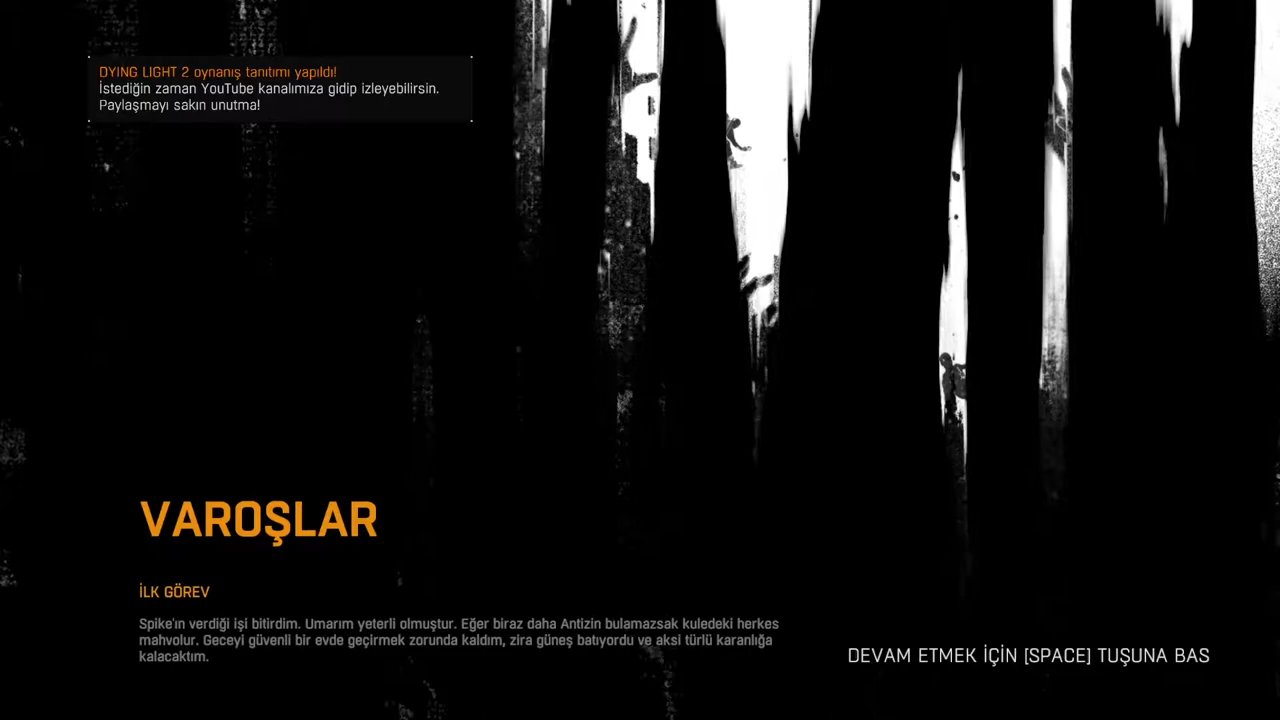 DYING LIGHT 2 oynanış tanıtımı yapıldı!
İstediğin zaman YouTube kanalımıza gidip izleyebilirsin.
Paylaşmayı sakın unutma!
VAROŞLAR
İLK GÖREV
Spike'ın verdiği işi bitirdim. Umarım yeterli olmuştur. Eğer biraz daha Antizin bulamazsak kuledeki herkes
mahvolur. Geceyi güvenli bir evde geçirmek zorunda kaldım, zira güneş batıyordu ve aksi türlü karanlığa
kalacaktım.
DEVAM ETMEK İÇİN [SPACE] TUŞUNA BAS